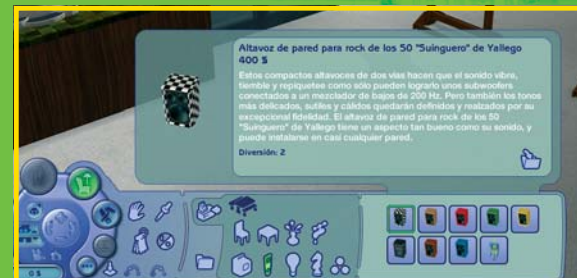 Altavoz de pared para rock de los 50 "Suinguero" de Yallego
400 $
Estos compactos altavoces de dos vías hacen que el sonido vibre,
tiemble y repiquetee como sólo pueden lograrlo unos subwoofers
conectados a un mezclador de bajos de 200 Hz. Pero también los tonos
más delicados, sutiles y cálidos quedarán definidos y realzados por su
excepcional fidelidad. El altavoz de pared para rock de los 50
"Suinguero" de Yallego tiene un aspecto tan bueno como su sonido, y
puede instalarse en casi cualquier pared.
Diversión: 2
0 $